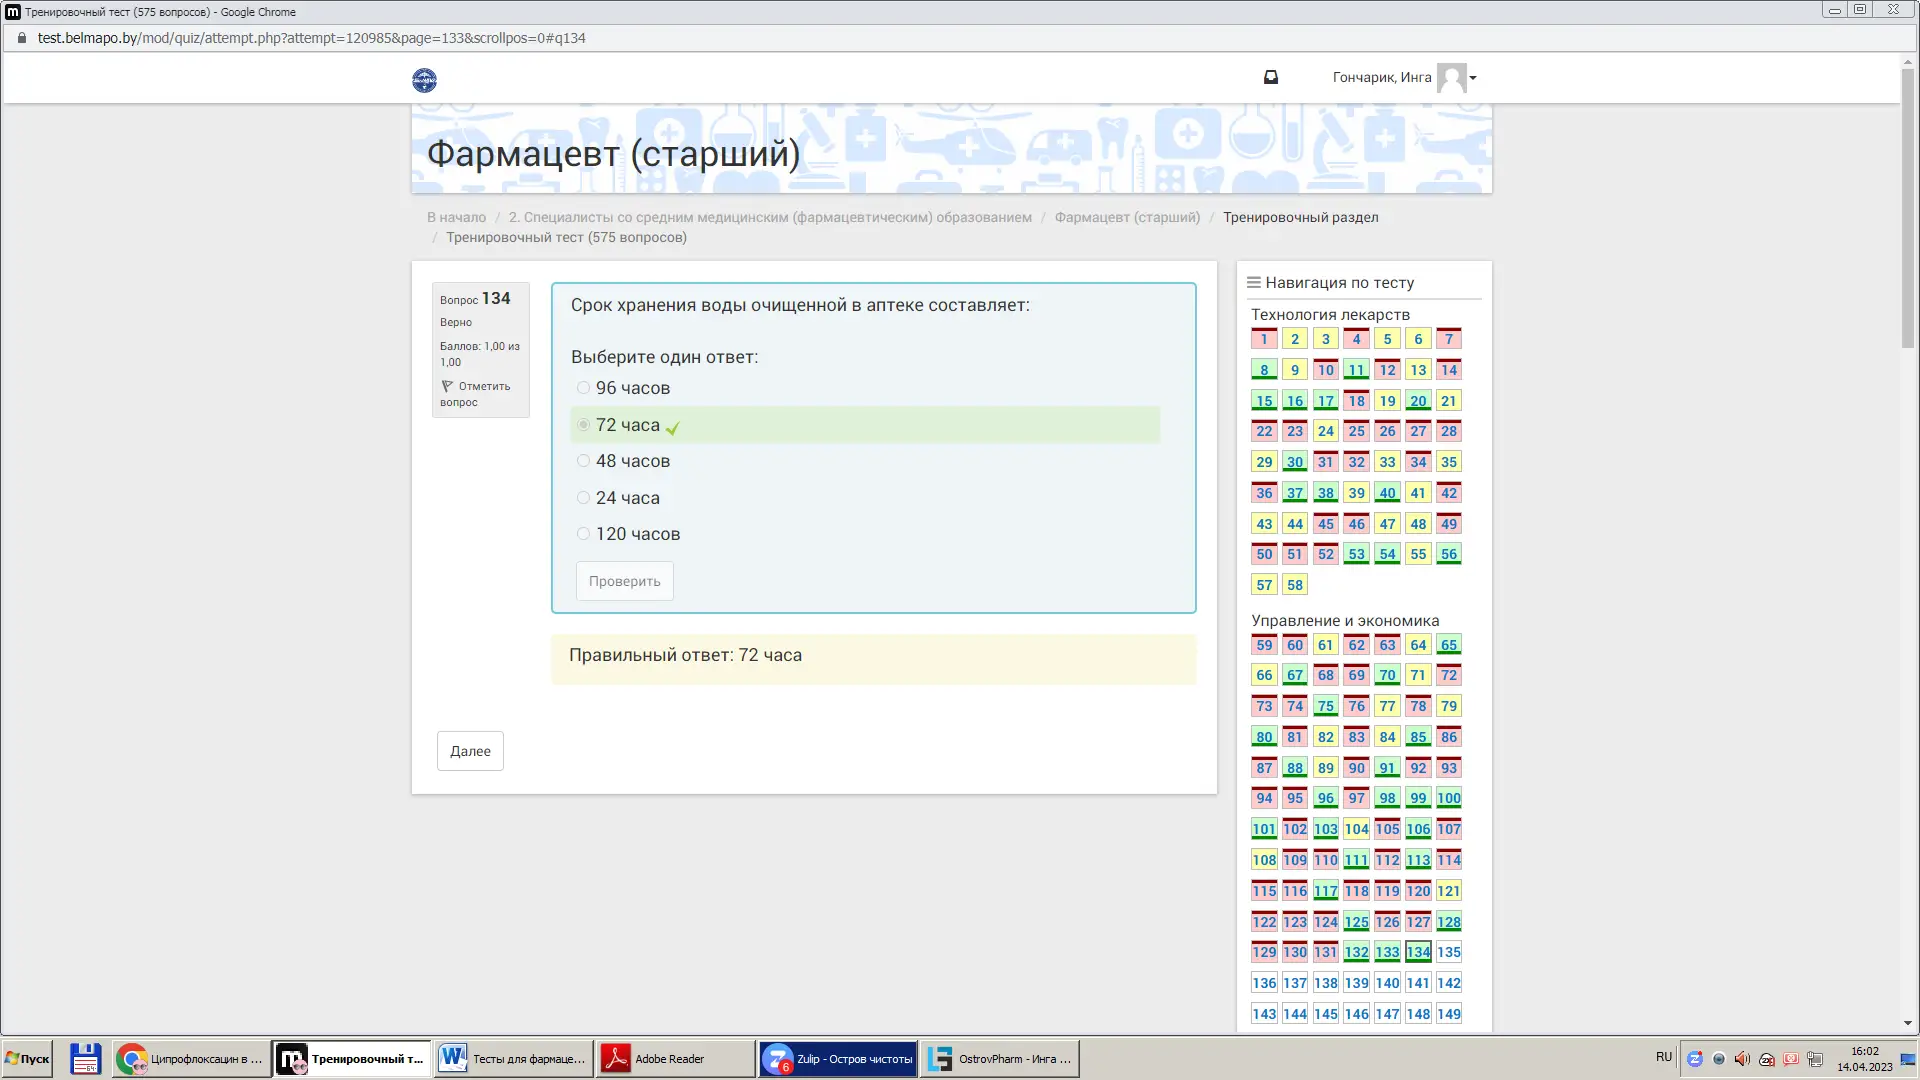 Тренировочный тест (575 вопросов) - Google Chrome
test.belmapo.by/mod/quiz/attempt.php?attempt=120985&page=133&scrollpos=0#q134
Гончарик, Инга
Фармацевт (старший)
В начало / 2. Специалисты со средним медицинским (фармацевтическим) образованием / Фармацевт (старший) / Тренировочный раздел
/ Тренировочный тест (575 вопросов)
Вопрос 134
Верно
Баллов: 1,00 из
1,00
Отметить
вопрос
Срок хранения воды очищенной в аптеке составляет:
Выберите один ответ:
96 часов
72 часа
48 часов
24 часа
120 часов
Проверить
Правильный ответ: 72 часа
Далее
Навигация по тесту
Технология лекарств
1 2 3 4 5 6 7
8 9 10 11 12 13 14
15 16 17 18 19 20 21
22 23 24 25 26 27 28
29 30 31 32 33 34 35
36 37 38 39 40 41 42
43 44 45 46 47 48 49
50 51 52 53 54 55 56
57 58
Управление и экономика
59 60 61 62 63 64 65
66 67 68 69 70 71 72
73 74 75 76 77 78 79
80 81 82 83 84 85 86
87 88 89 90 91 92 93
94 95 96 97 98 99 100
101 102 103 104 105 106 107
108 109 110 111 112 113 114
115 116 117 118 119 120 121
122 123 124 125 126 127 128
129 130 131 132 133 134 135
136 137 138 139 140 141 142
143 144 145 146 147 148 149
Пуск
Ципрофлоксацин в ...
Тренировочный т...
Тесты для фармаце...
Adobe Reader
6
Zulip - Остров чистоты
OstrovPharm - Инга ...
RU
16:02
14.04.2023